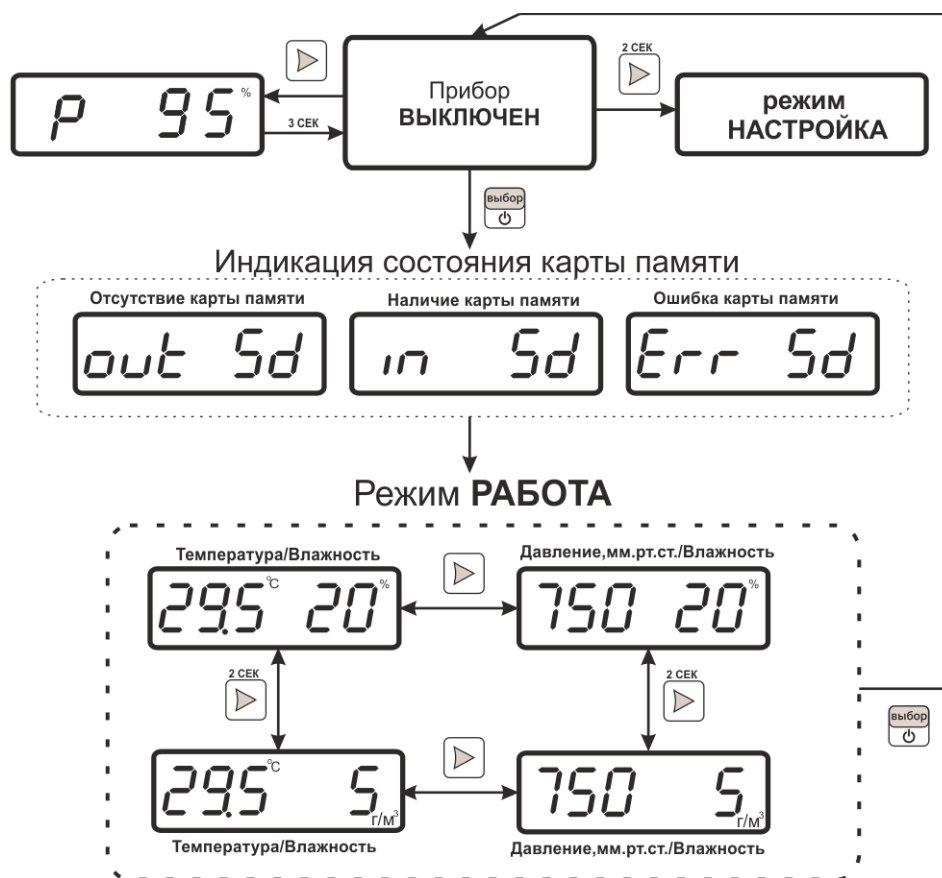 2 СЕК
Прибор
ВЫКЛЮЧЕН
P 95 %
3 СЕК
режим
НАСТРОЙКА
выбор
Индикация состояния карты памяти
Отсутствие карты памяти
Наличие карты памяти
Ошибка карты памяти
out Sd
in Sd
Err Sd
Режим РАБОТА
Температура/Влажность
Давление,мм.рт.ст./Влажность
29.5 °C 20 %
750 20 %
2 СЕК
2 СЕК
выбор
29.5 °C 5 г/м³
750 5 г/м³
Температура/Влажность
Давление,мм.рт.ст./Влажность